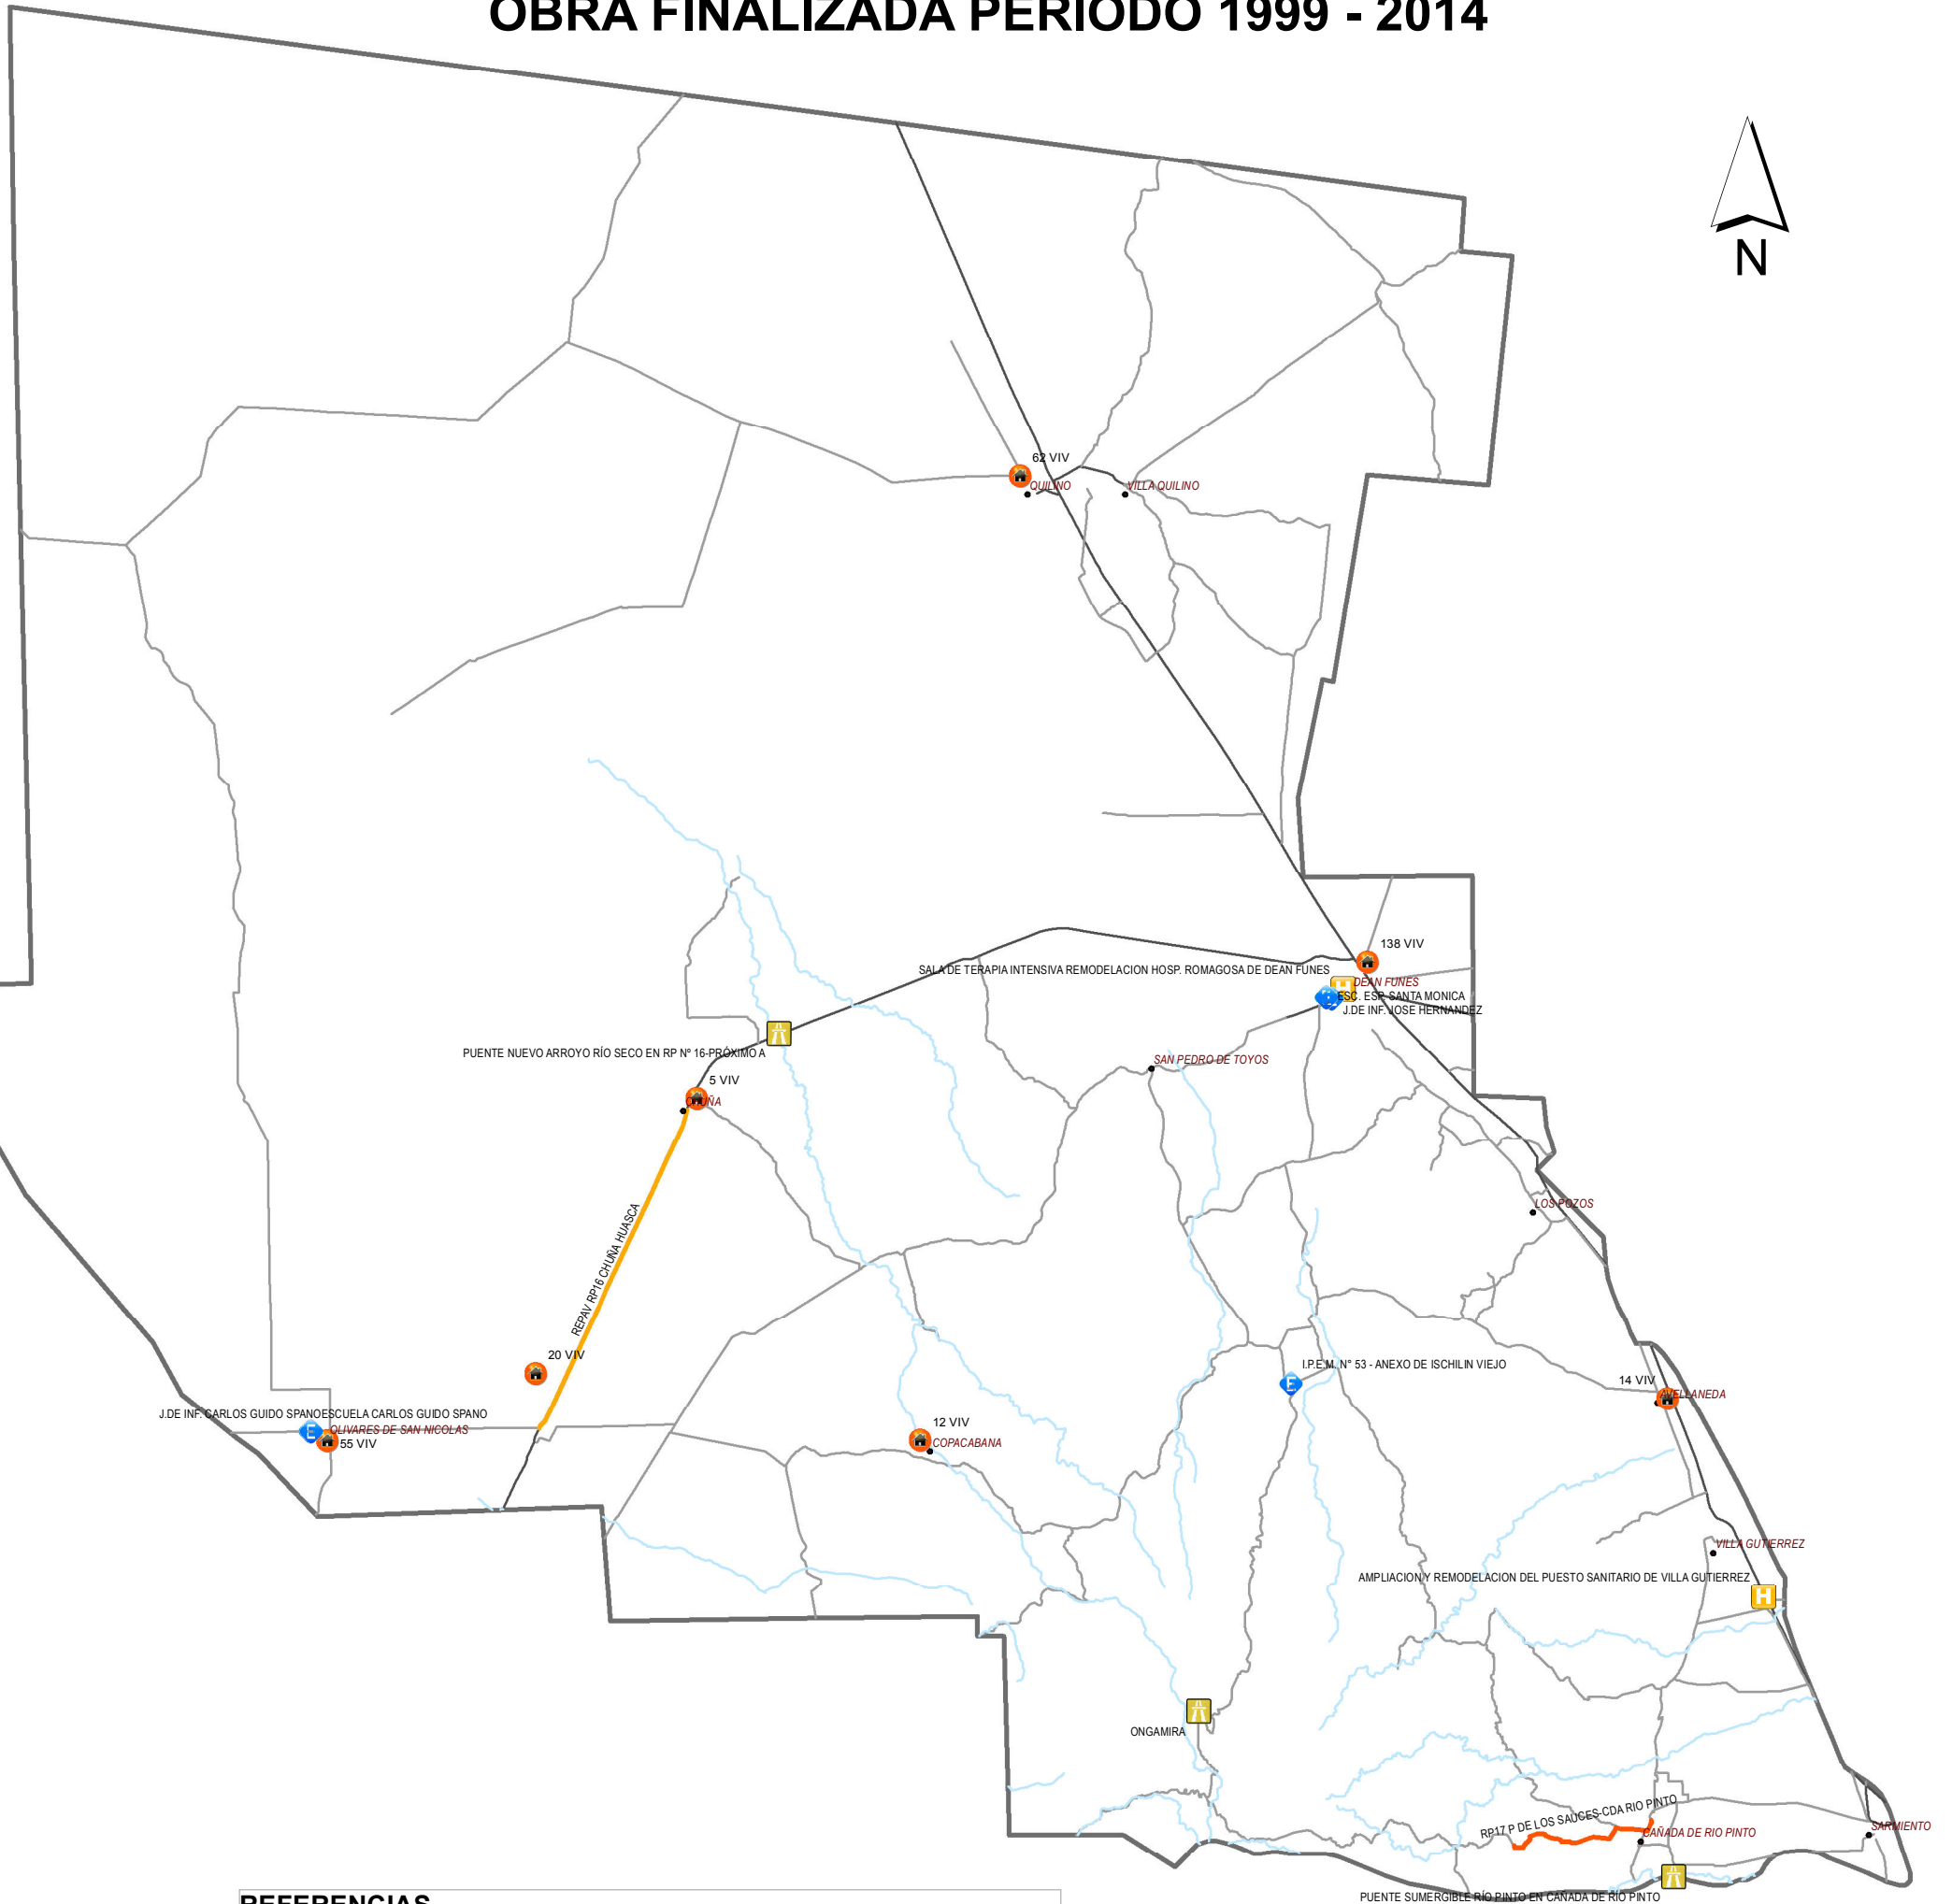 OBRA FINALIZADA PERIODO 1999 - 2014
N
62 VIV
QUILINO
VILLA QUILINO
138 VIV
SALA DE TERAPIA INTENSIVA REMODELACION HOSP. ROMAGOSA DE DEAN FUNES
H
DEAN FUNES
ESC. ESP. SANTA MONICA
J.DE INF. JOSE HERNANDEZ
PUENTE NUEVO ARROYO RÍO SECO EN RP Nº 16-PRÓXIMO A
SAN PEDRO DE TOYOS
5 VIV
CHUÑA
LOS POZOS
REPAV RP16 CHUÑA HUASCA
20 VIV
I.P.E.M. N° 53 - ANEXO DE ISCHILIN VIEJO
E
14 VIV
AVELLANEDA
J.DE INF. CARLOS GUIDO SPANOESCUELA CARLOS GUIDO SPANO
E
OLIVARES DE SAN NICOLAS
55 VIV
12 VIV
COPACABANA
VILLA GUTIERREZ
AMPLIACION Y REMODELACION DEL PUESTO SANITARIO DE VILLA GUTIERREZ
H
ONGAMIRA
RP17 P DE LOS SAUCES-CDA RIO PINTO
CAÑADA DE RIO PINTO
SARMIENTO
PUENTE SUMERGIBLE RÍO PINTO EN CAÑADA DE RÍO PINTO
REFERENCIAS